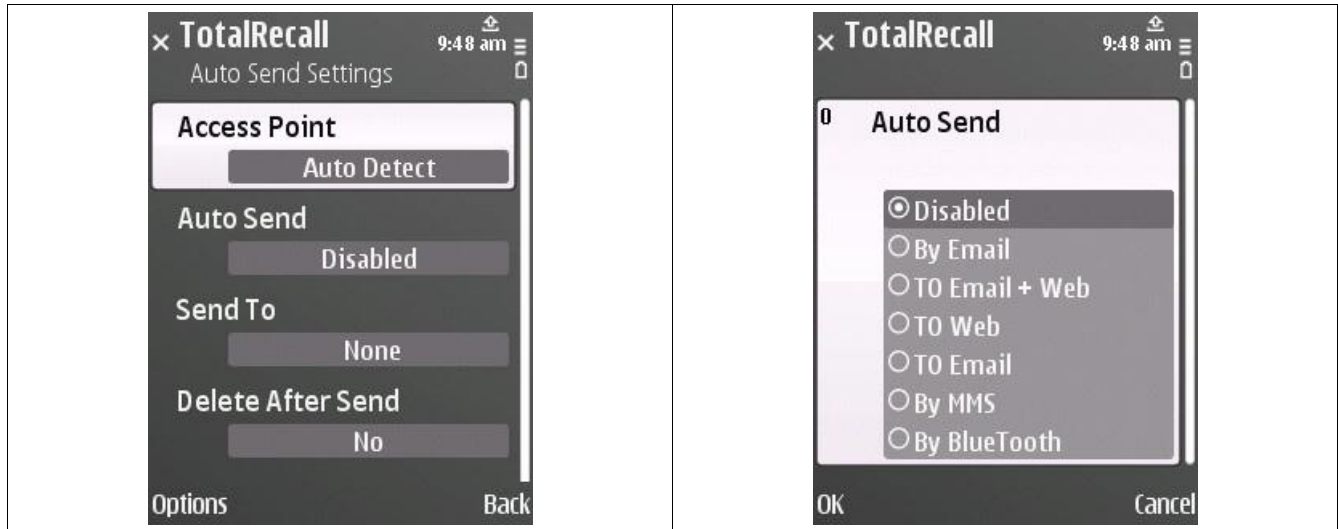 TotalRecall
9:48 am
Auto Send Settings
Access Point
Auto Detect
Auto Send
Disabled
Send To
None
Delete After Send
No
Options Back
TotalRecall
9:48 am
0 Auto Send
Disabled
By Email
TO Email + Web
TO Web
TO Email
By MMS
By BlueTooth
OK Cancel